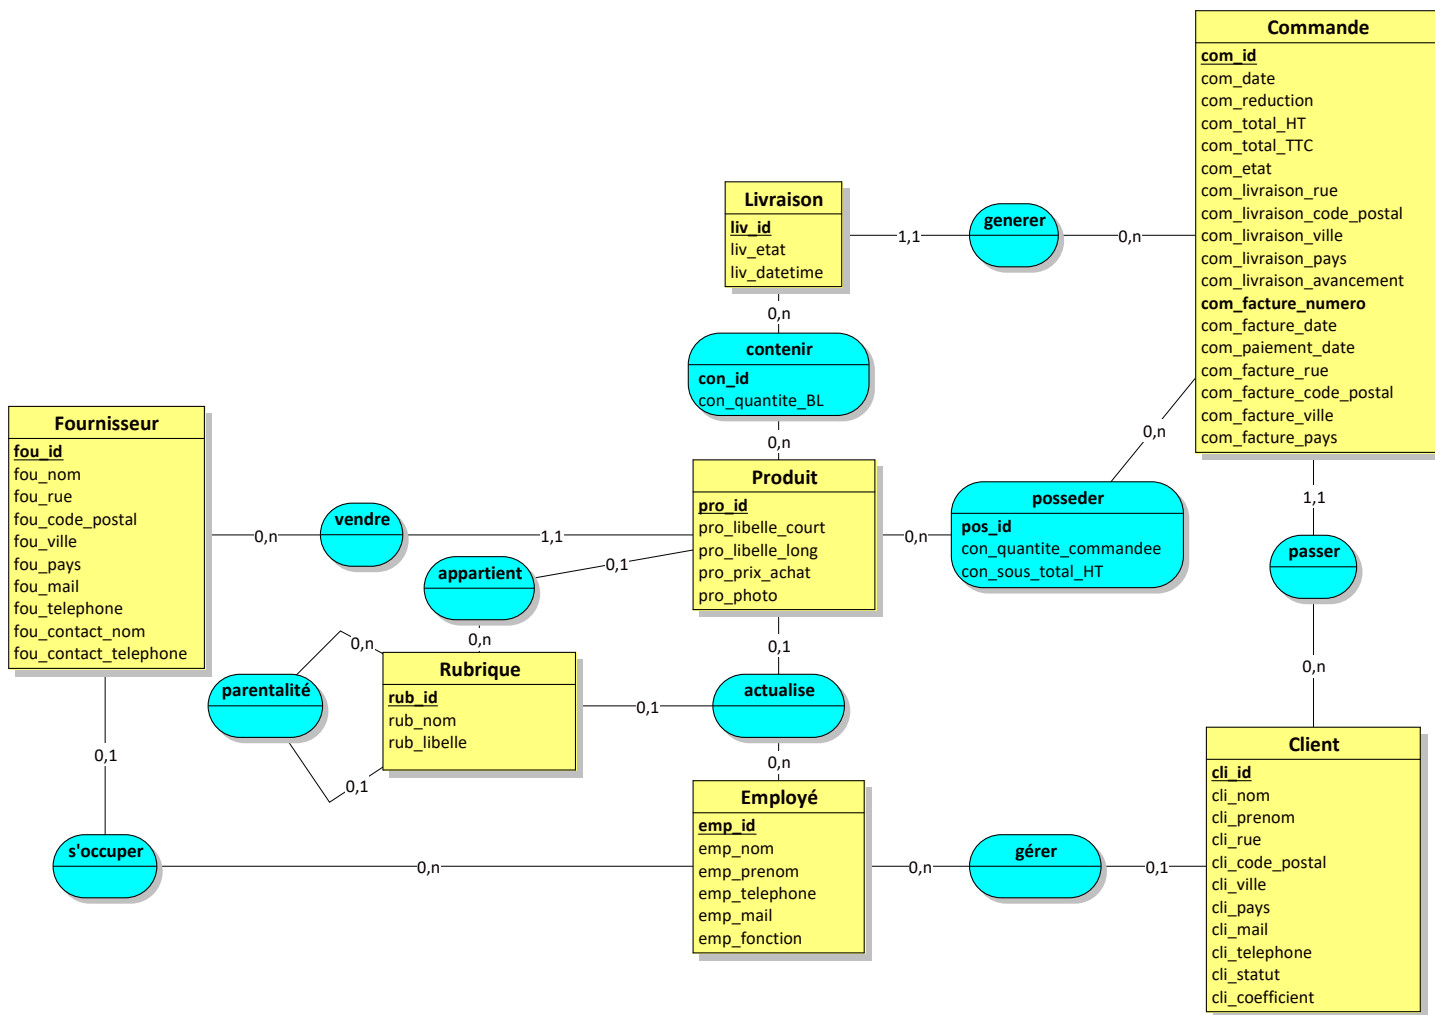 Commande
com_id
com_date
com_reduction
com_total_HT
com_total_TTC
com_etat
com_livraison_rue
com_livraison_code_postal
com_livraison_ville
com_livraison_pays
com_livraison_avancement
com_facture_numero
com_facture_date
com_paiement_date
com_facture_rue
com_facture_code_postal
com_facture_ville
com_facture_pays
Livraison
liv_id
liv_etat
liv_datetime
1,1
generer
0,n
0,n
contenir
con_id
con_quantite_BL
0,n
Fournisseur
fou_id
fou_nom
fou_rue
fou_code_postal
fou_ville
fou_pays
fou_mail
fou_telephone
fou_contact_nom
fou_contact_telephone
0,n
vendre
1,1
Produit
pro_id
pro_libelle_court
pro_libelle_long
pro_prix_achat
pro_photo
0,n
posseder
pos_id
con_quantite_commandee
con_sous_total_HT
0,n
1,1
passer
0,n
appartient
0,1
0,n
parentalité
0,n
0,1
Rubrique
rub_id
rub_nom
rub_libelle
0,1
actualise
0,1
0,n
0,1
s'occuper
0,n
Employé
emp_id
emp_nom
emp_prenom
emp_telephone
emp_mail
emp_fonction
0,n
gérer
0,1
Client
cli_id
cli_nom
cli_prenom
cli_rue
cli_code_postal
cli_ville
cli_pays
cli_mail
cli_telephone
cli_statut
cli_coefficient